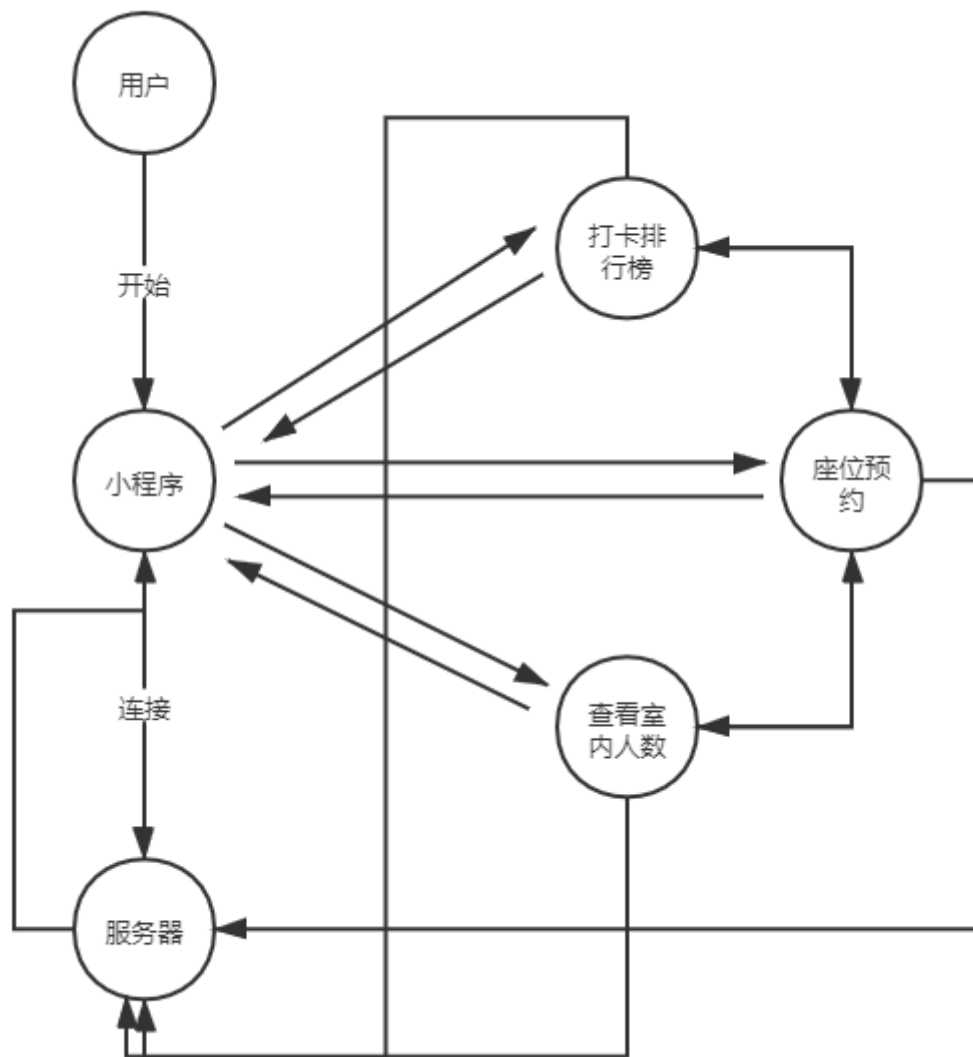 用户
开始
打卡排
行榜
小程序
座位预
约
连接
查看室
内人数
服务器